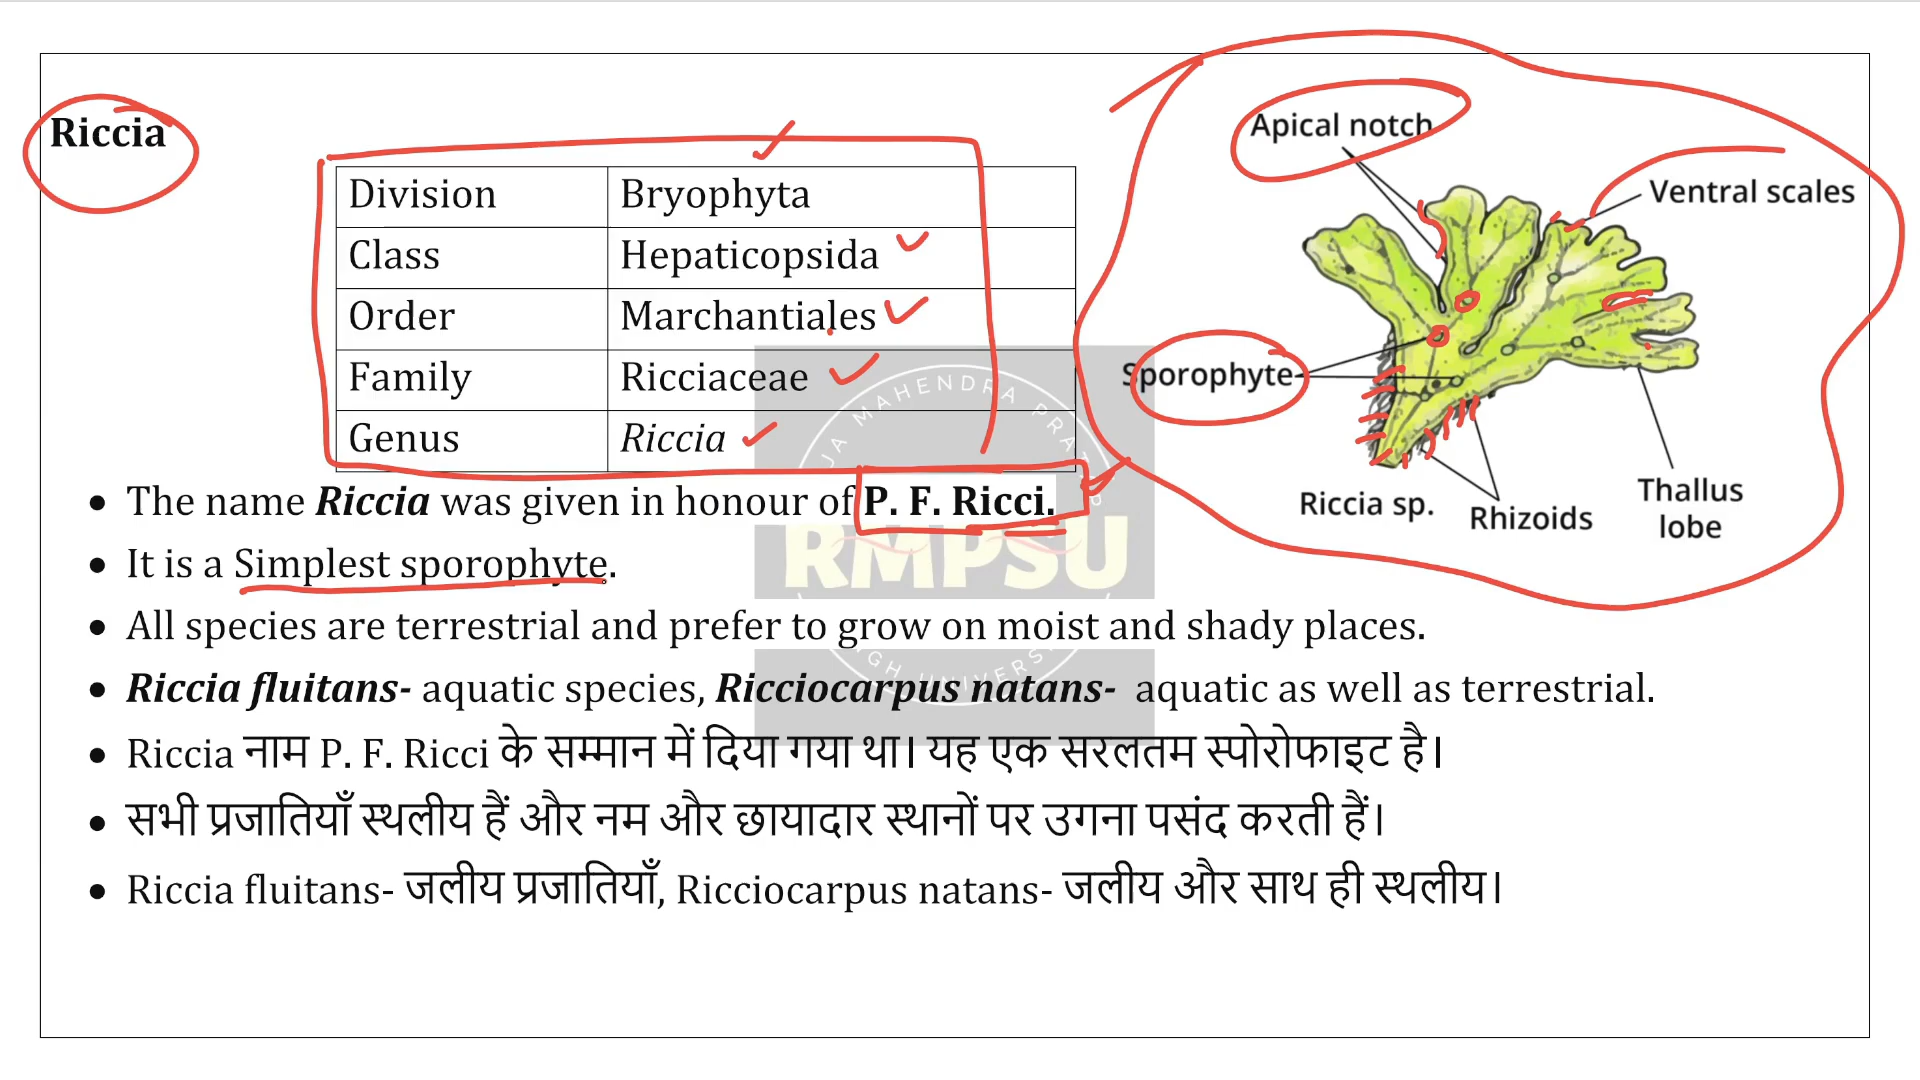 Riccia
Division Bryophyta
Class Hepaticopsida
Order Marchantiales
Family Ricciaceae
Genus Riccia
Apical notch
Ventral scales
Sporophyte
Riccia sp.
Rhizoids
Thallus
lobe
• The name Riccia was given in honour of P. F. Ricci.
• It is a Simplest sporophyte.
• All species are terrestrial and prefer to grow on moist and shady places.
• Riccia fluitans- aquatic species, Ricciocarpus natans- aquatic as well as terrestrial.
• Riccia नाम P. F. Ricci के सम्मान में दिया गया था। यह एक सरलतम स्पोरोफाइट है।
• सभी प्रजातियाँ स्थलीय हैं और नम और छायादार स्थानों पर उगना पसंद करती हैं।
• Riccia fluitans- जलीय प्रजातियाँ, Ricciocarpus natans- जलीय और साथ ही स्थलीय।
MAHENDRA
RMPSU